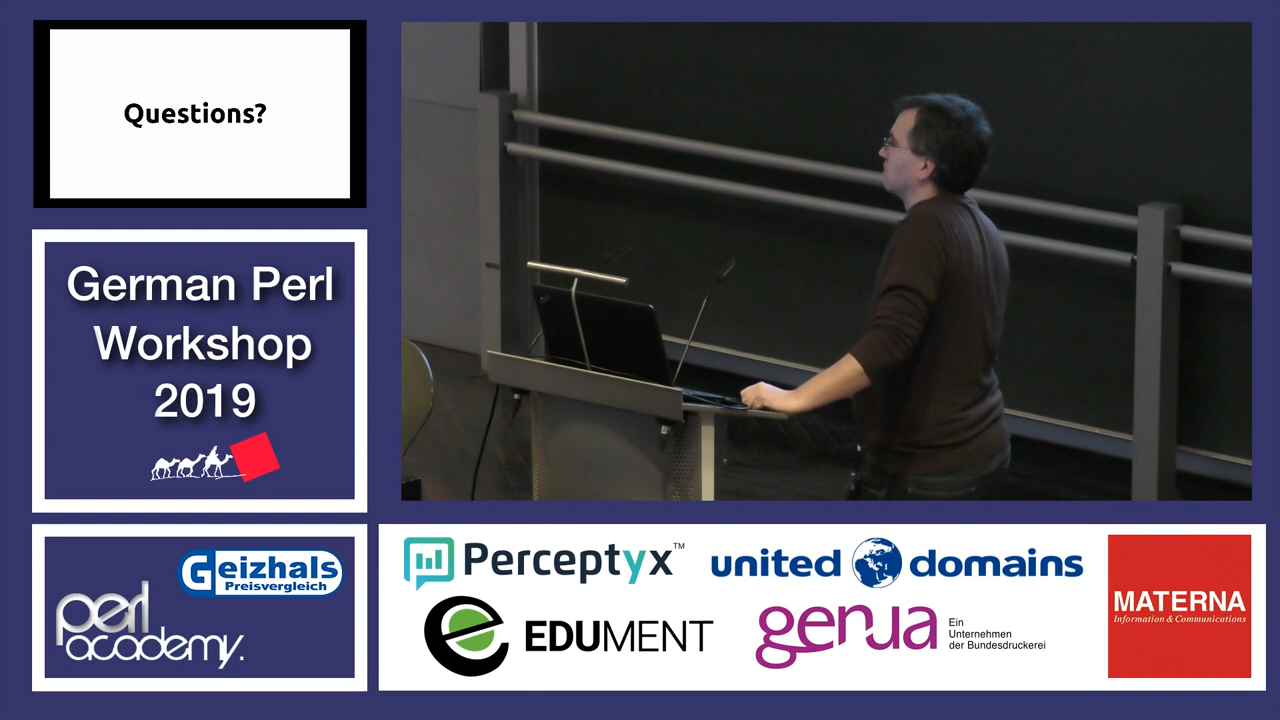 Questions?
German Perl
Workshop
2019
Geizhals
Preisvergleich
perl
academy.
Perceptyx™
united domains
EDUMENT
genua
Ein
Unternehmen
der Bundesdruckerei
MATERNA
Information & Communications